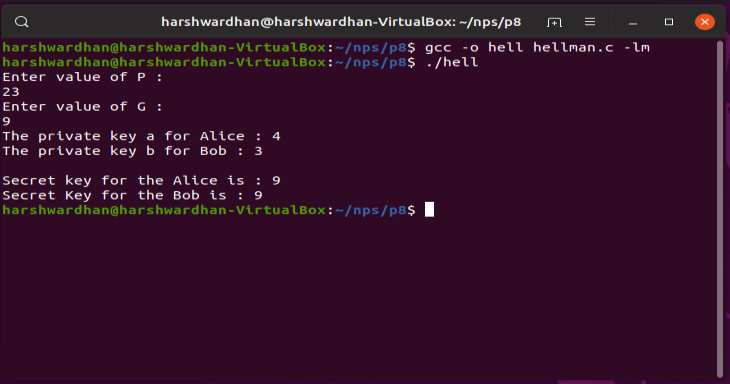 harshwardhan@harshwardhan-VirtualBox: ~/nps/p8
harshwardhan@harshwardhan-VirtualBox:~/nps/p8$ gcc -o hell hellman.c -lm
harshwardhan@harshwardhan-VirtualBox:~/nps/p8$ ./hell
Enter value of P :
23
Enter value of G :
9
The private key a for Alice : 4
The private key b for Bob : 3
Secret key for the Alice is : 9
Secret Key for the Bob is : 9
harshwardhan@harshwardhan-VirtualBox:~/nps/p8$